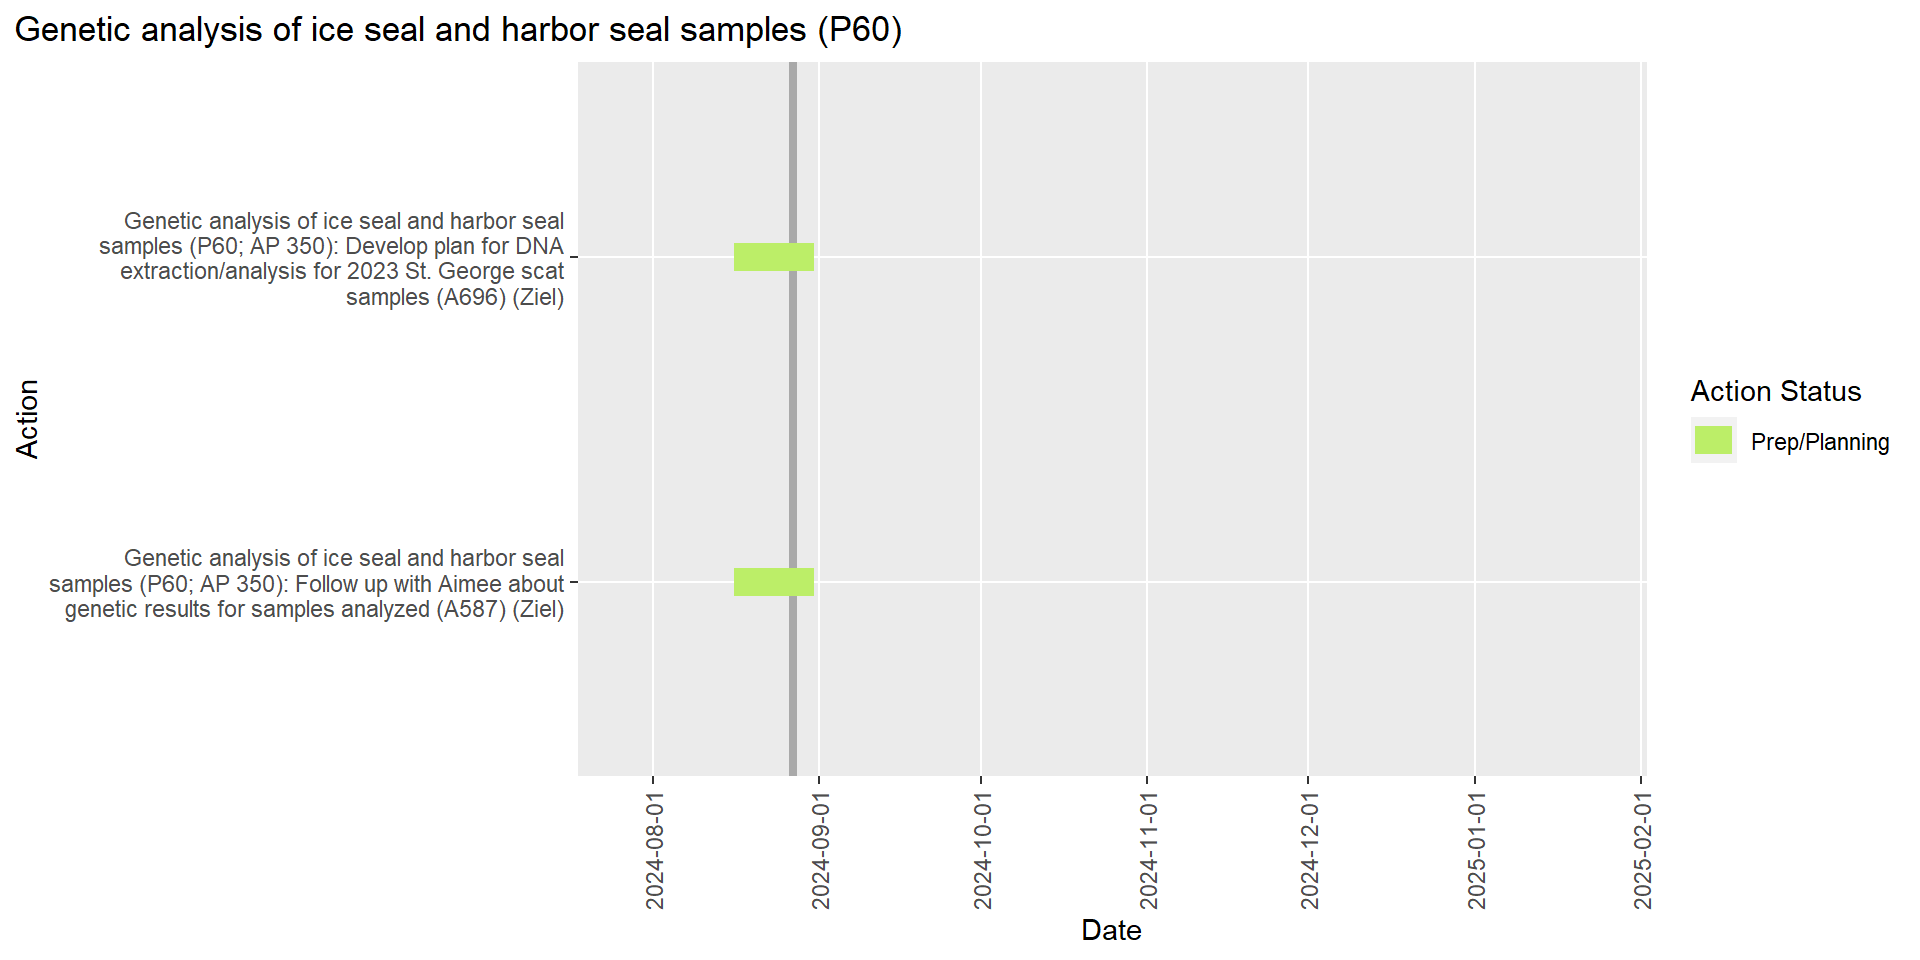 Genetic analysis of ice seal and harbor seal samples (P60)
Genetic analysis of ice seal and harbor seal
samples (P60; AP 350): Develop plan for DNA
extraction/analysis for 2023 St. George scat
samples (A696) (Ziel)
Action
Genetic analysis of ice seal and harbor seal
samples (P60; AP 350): Follow up with Aimee about
genetic results for samples analyzed (A587) (Ziel)
2024-08-01
2024-09-01
2024-10-01
2024-11-01
2024-12-01
2025-01-01
2025-02-01
Date
Action Status
Prep/Planning